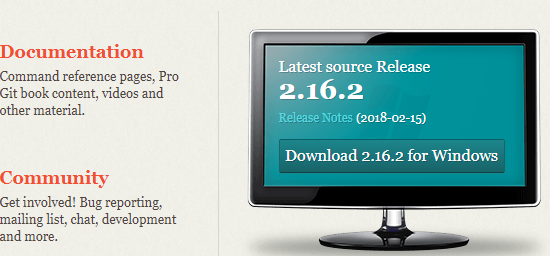 Documentation
Command reference pages, Pro
Git book content, videos and
other material.
Community
Get involved! Bug reporting,
mailing list, chat, development
and more.
Latest source Release
2.16.2
Release Notes (2018-02-15)
Download 2.16.2 for Windows